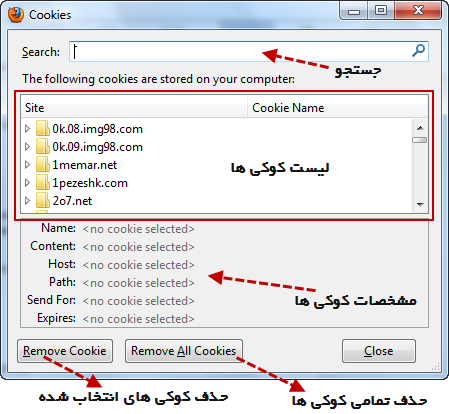 Cookies
Search:
جستجو
The following cookies are stored on your computer:
Site Cookie Name
0k.08.img98.com
0k.09.img98.com
1memar.net
لیست کوکی ها
1pezeshk.com
2o7.net
Name: <no cookie selected>
Content: <no cookie selected>
Host: <no cookie selected>
Path: <no cookie selected>
مشخصات کوکی ها
Send For: <no cookie selected>
Expires: <no cookie selected>
Remove Cookie Remove All Cookies Close
حذف کوکی های انتخاب شده
حذف تمامی کوکی ها